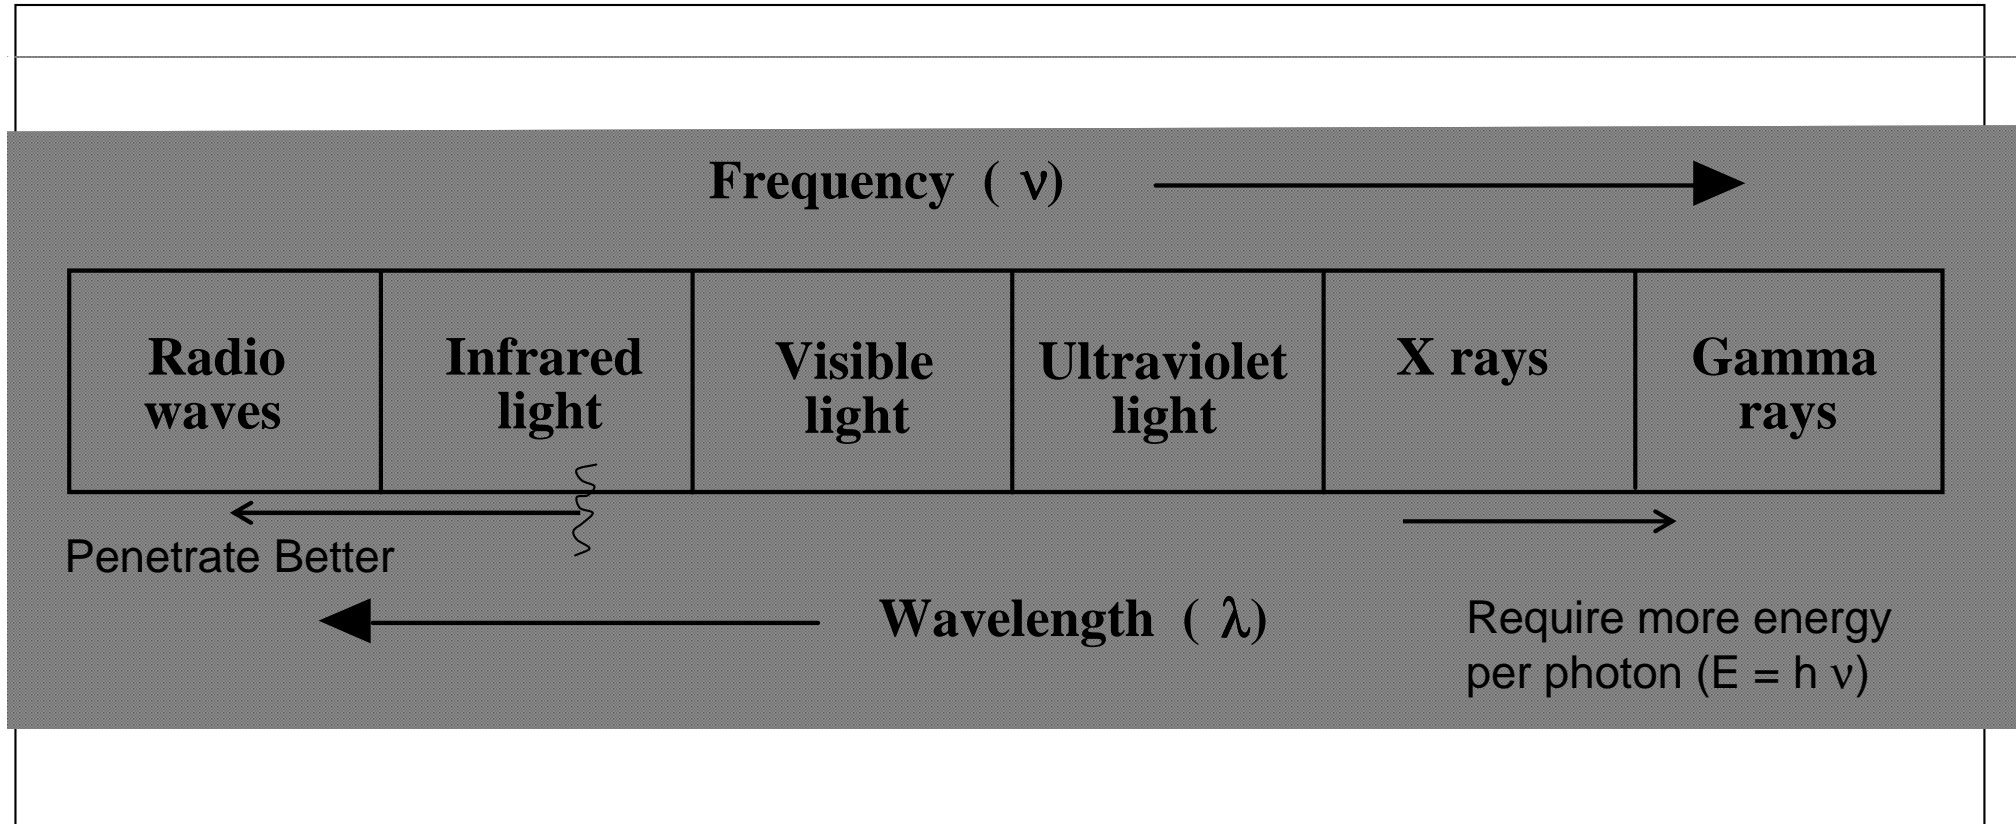 Frequency ( ν)
Radio
waves
Infrared
light
Visible
light
Ultraviolet
light
X rays
Gamma
rays
Penetrate Better
Wavelength ( λ)
Require more energy
per photon (E = h ν)